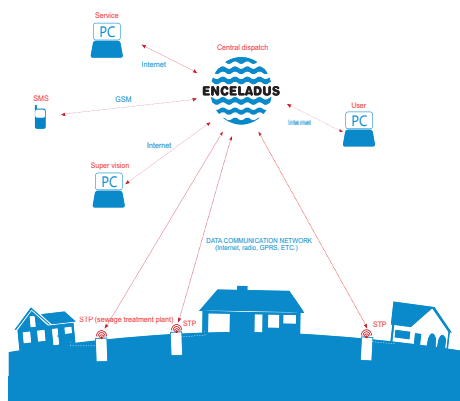 Service
PC
Internet
Central dispatch
ENCELADUS
SMS
GSM
User
PC
Internet
Internet
Super vision
PC
DATA COMMUNICATION NETWORK
(Internet, radio, GPRS, ETC.)
STP (sewage treatment plant)
STP
STP